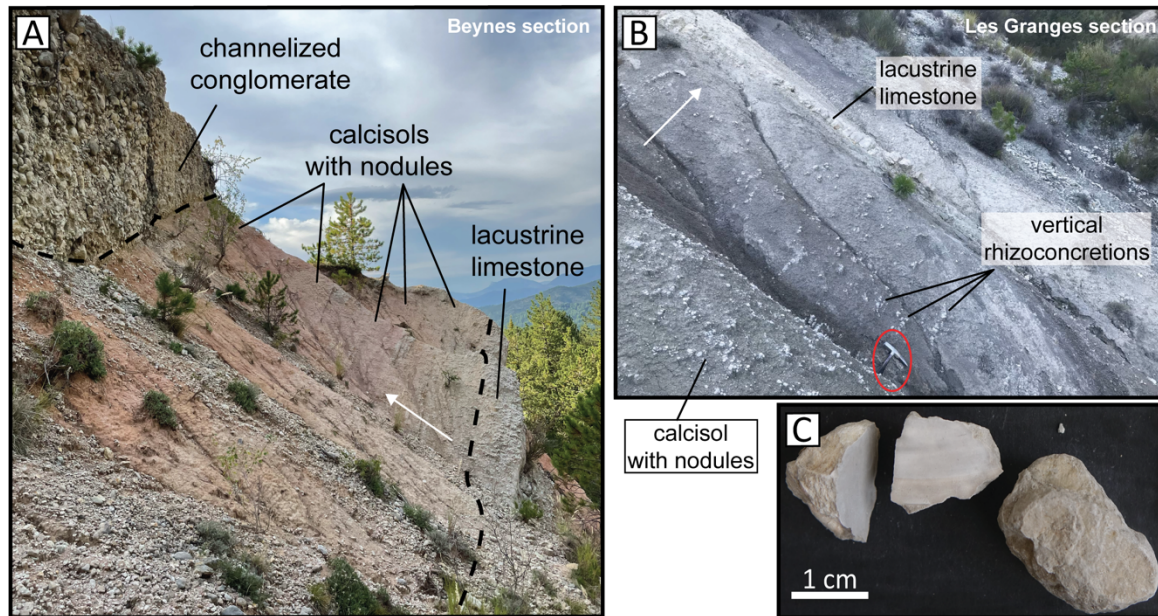 A
Beynes section
channelized
conglomerate
calcisols
with nodules
lacustrine
limestone
B
Les Granges section
lacustrine
limestone
vertical
rhizoconcretions
calcisol
with nodules
C
1 cm